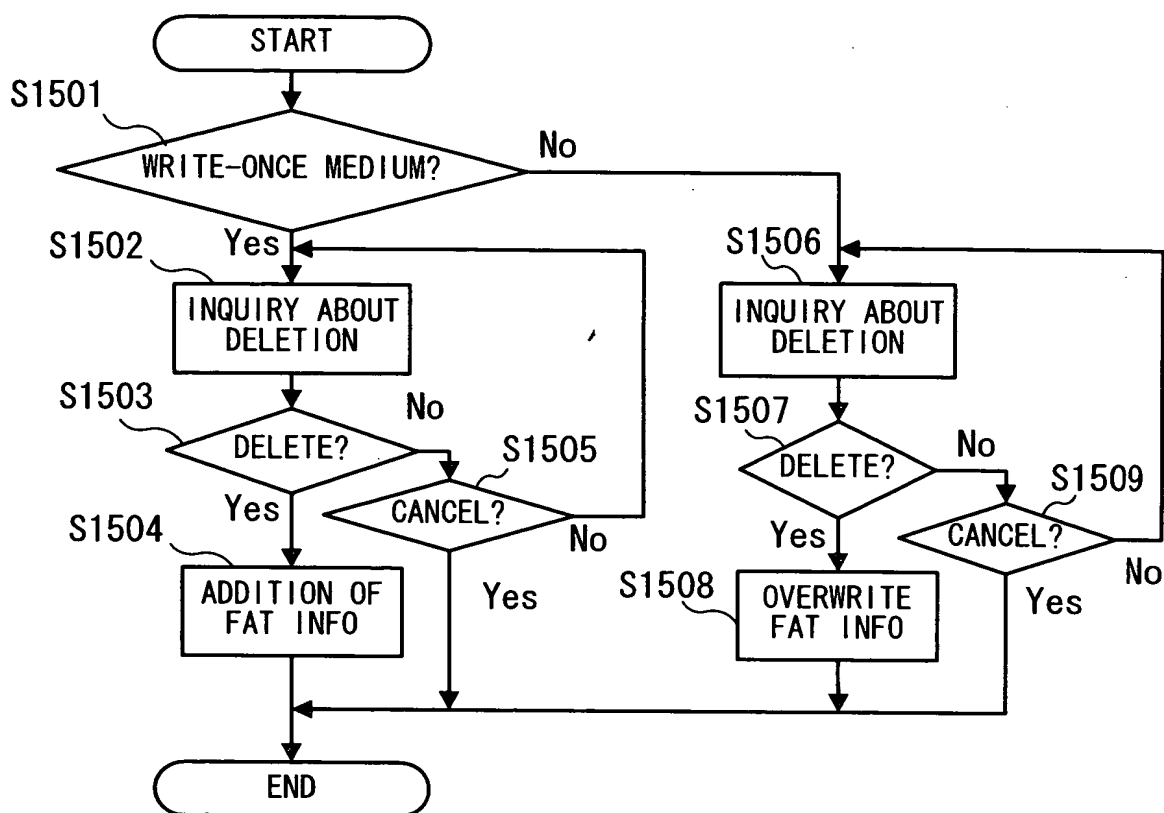 START
S1501
WRITE-ONCE MEDIUM?
No
Yes
S1502
INQUIRY ABOUT
DELETION
S1506
INQUIRY ABOUT
DELETION
S1503
DELETE?
No
S1505
CANCEL?
No
Yes
Yes
S1504
ADDITION OF
FAT INFO
S1507
DELETE?
No
S1509
CANCEL?
No
Yes
Yes
S1508
OVERWRITE
FAT INFO
END